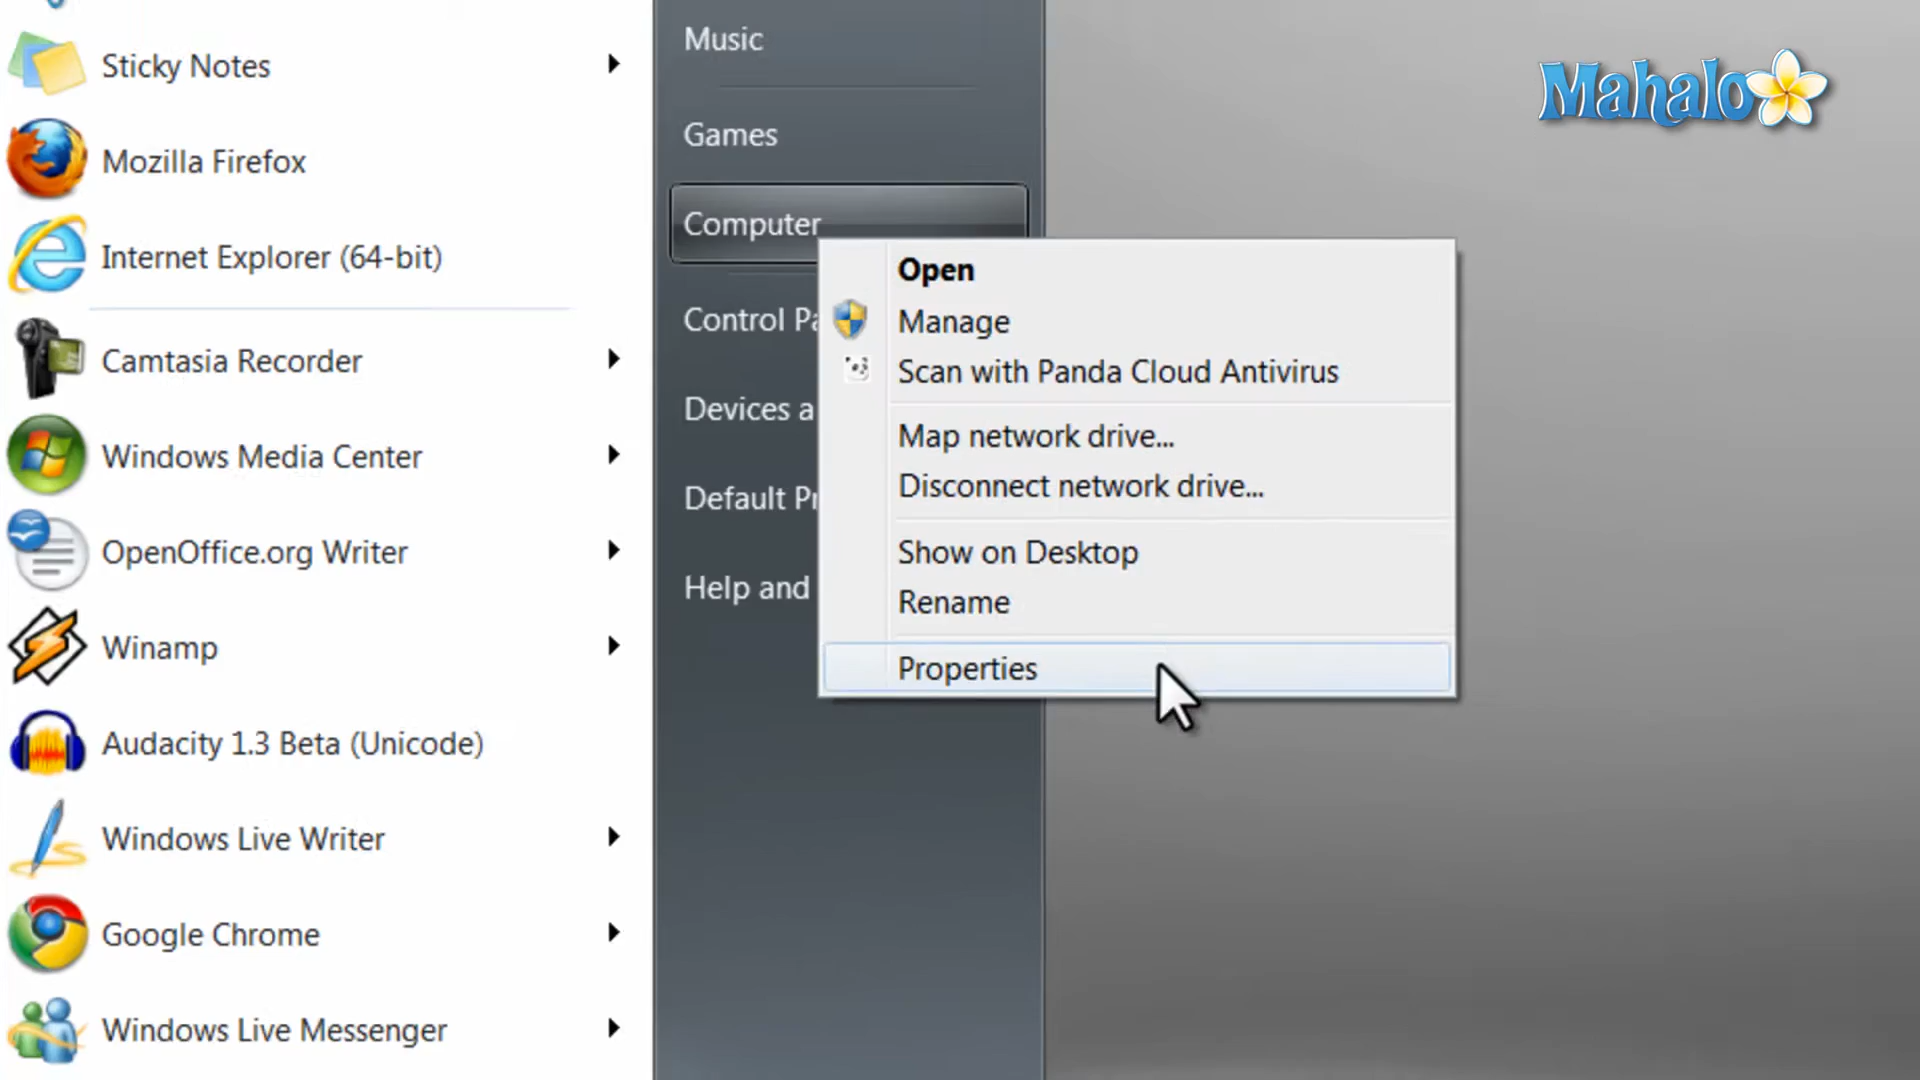 Sticky Notes
Mozilla Firefox
Internet Explorer (64-bit)
Camtasia Recorder
Windows Media Center
OpenOffice.org Writer
Winamp
Audacity 1.3 Beta (Unicode)
Windows Live Writer
Google Chrome
Windows Live Messenger
Music
Games
Computer
Control Pa
Devices a
Default Pr
Help and
Open
Manage
Scan with Panda Cloud Antivirus
Map network drive...
Disconnect network drive...
Show on Desktop
Rename
Properties
Mahalo